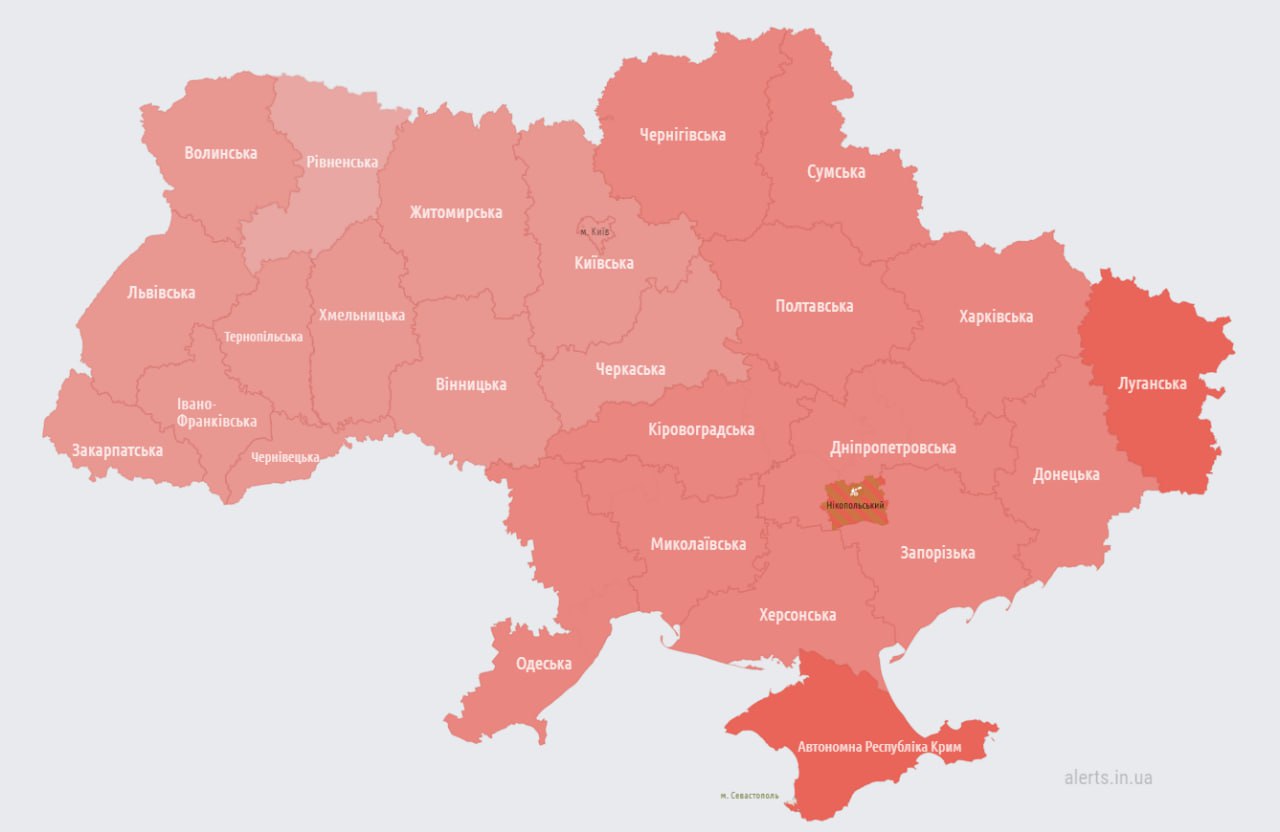 Чернігівська
Волинська
Рівненська
Сумська
Житомирська
м. Київ
Київська
Львівська
Полтавська
Хмельницька
Харківська
Тернопільська
Черкаська
Вінницька
Луганська
Івано-
Франківська
Кіровоградська
Дніпропетровська
Закарпатська
Чернівецька
Донецька
Нікопольський
Миколаївська
Запорізька
Херсонська
Одеська
Автономна Республіка Крим
alerts.in.ua
м. Севастополь